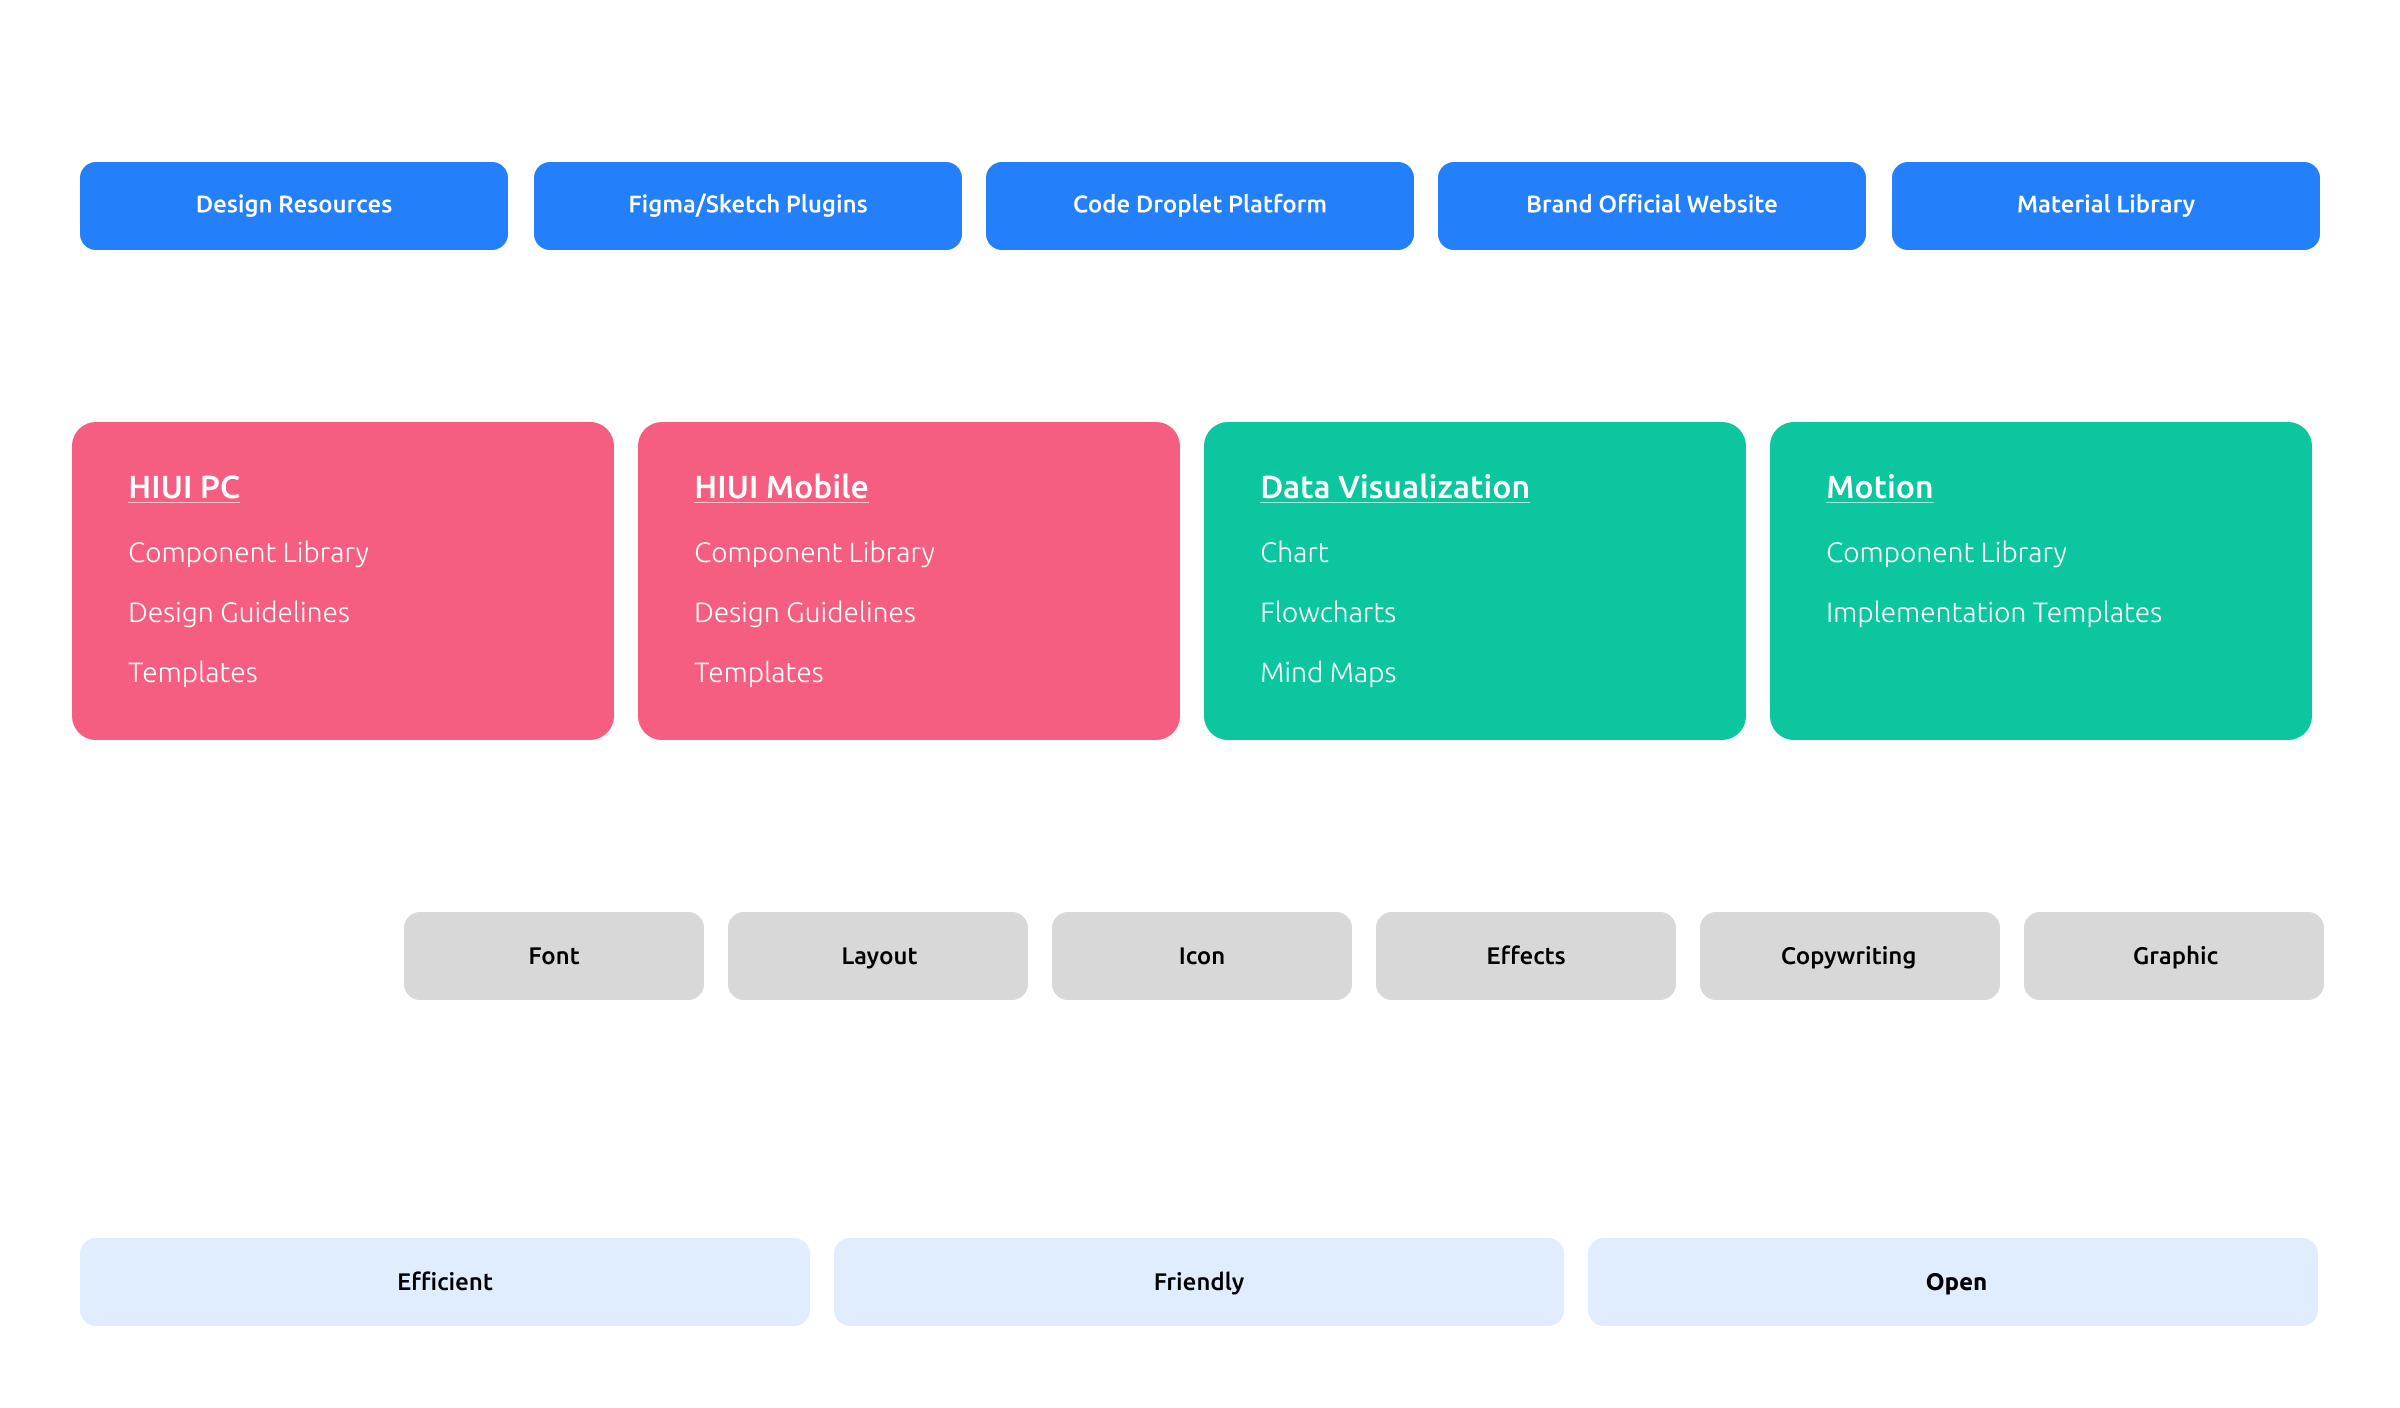 Design Resources
Figma/Sketch Plugins
Code Droplet Platform
Brand Official Website
Material Library
HIUI PC
Component Library
Design Guidelines
Templates
HIUI Mobile
Component Library
Design Guidelines
Templates
Data Visualization
Chart
Flowcharts
Mind Maps
Motion
Component Library
Implementation Templates
Font
Layout
Icon
Effects
Copywriting
Graphic
Efficient
Friendly
Open